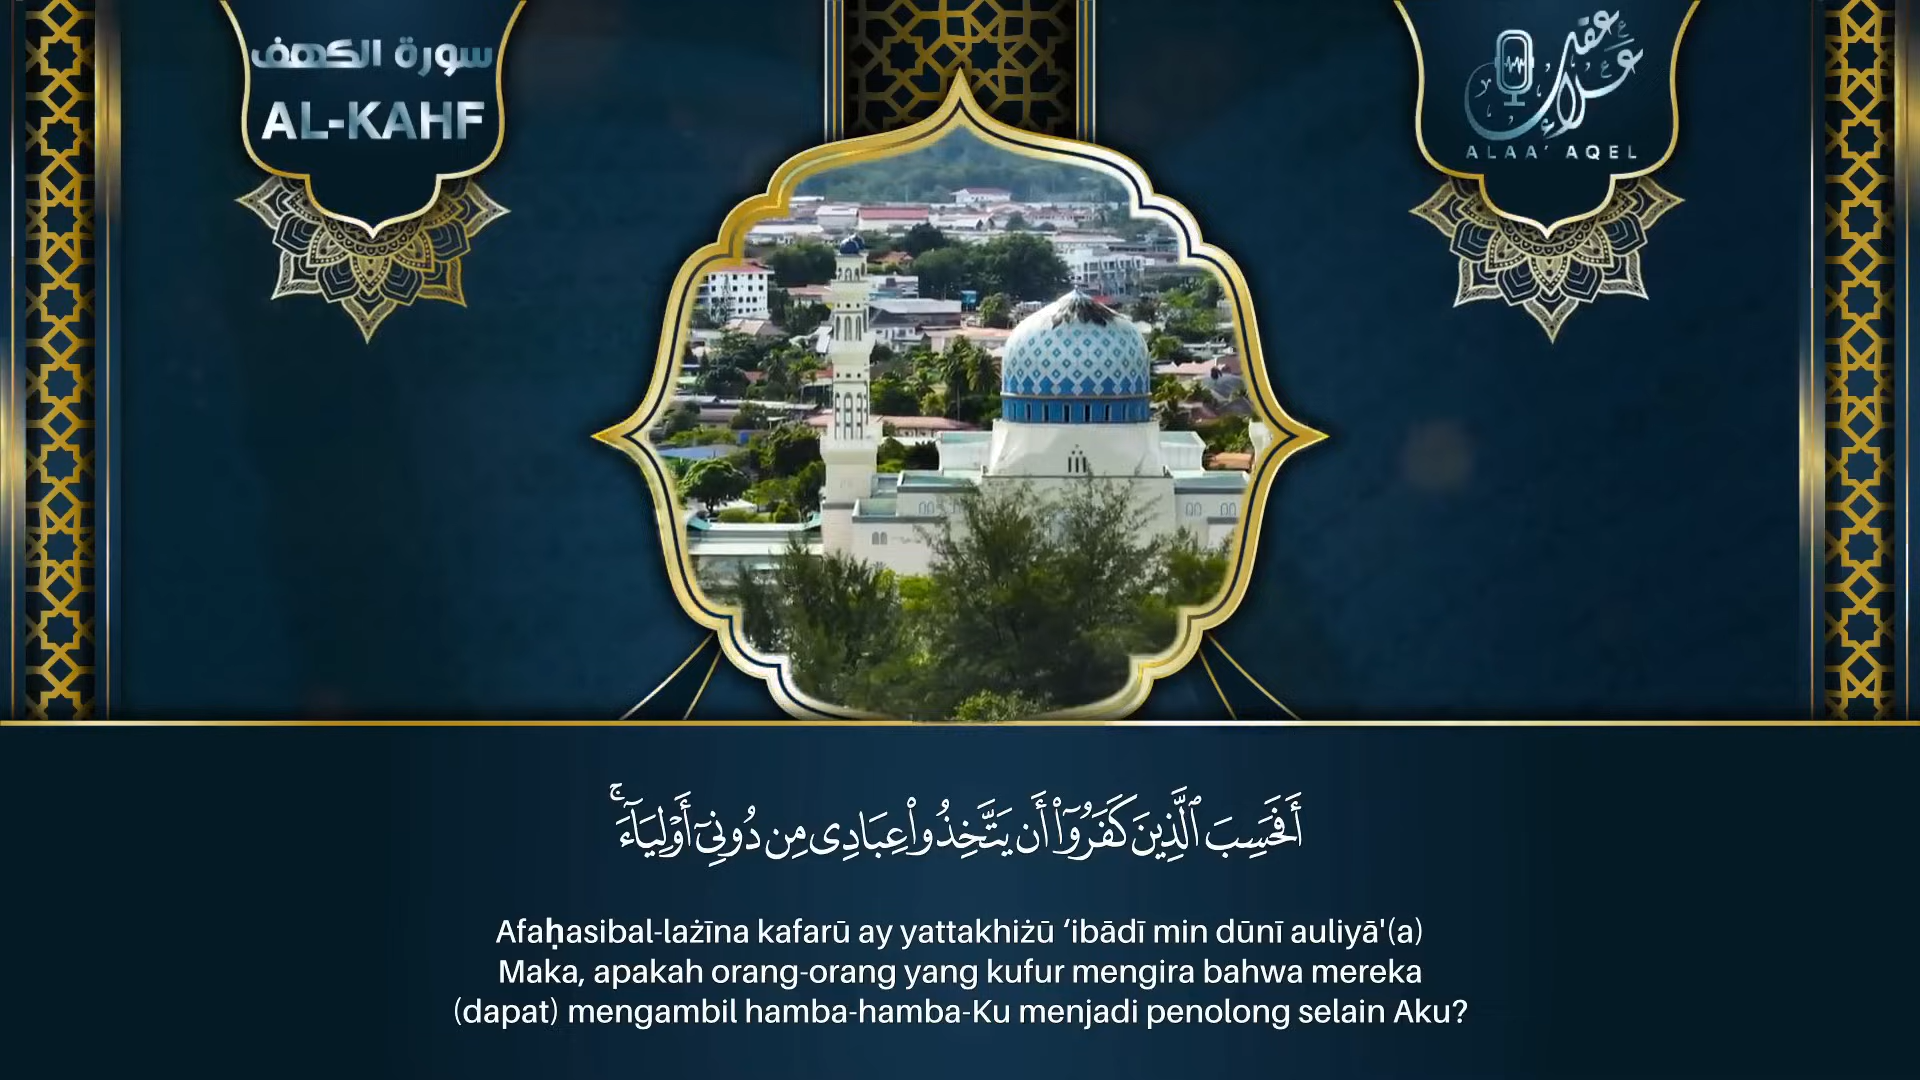 سورة الكهف
AL-KAHF
علاء عقل
ALAA' AQEL
أَفَحَسِبَ ٱلَّذِينَ كَفَرُوٓا۟ أَن يَتَّخِذُوا۟ عِبَادِى مِن دُونِىٓ أَوْلِيَآءَ ۚ
Afaḥasibal-lażīna kafarū ay yattakhiżū ‘ibādī min dūnī auliyā'(a)
Maka, apakah orang-orang yang kufur mengira bahwa mereka
(dapat) mengambil hamba-hamba-Ku menjadi penolong selain Aku?